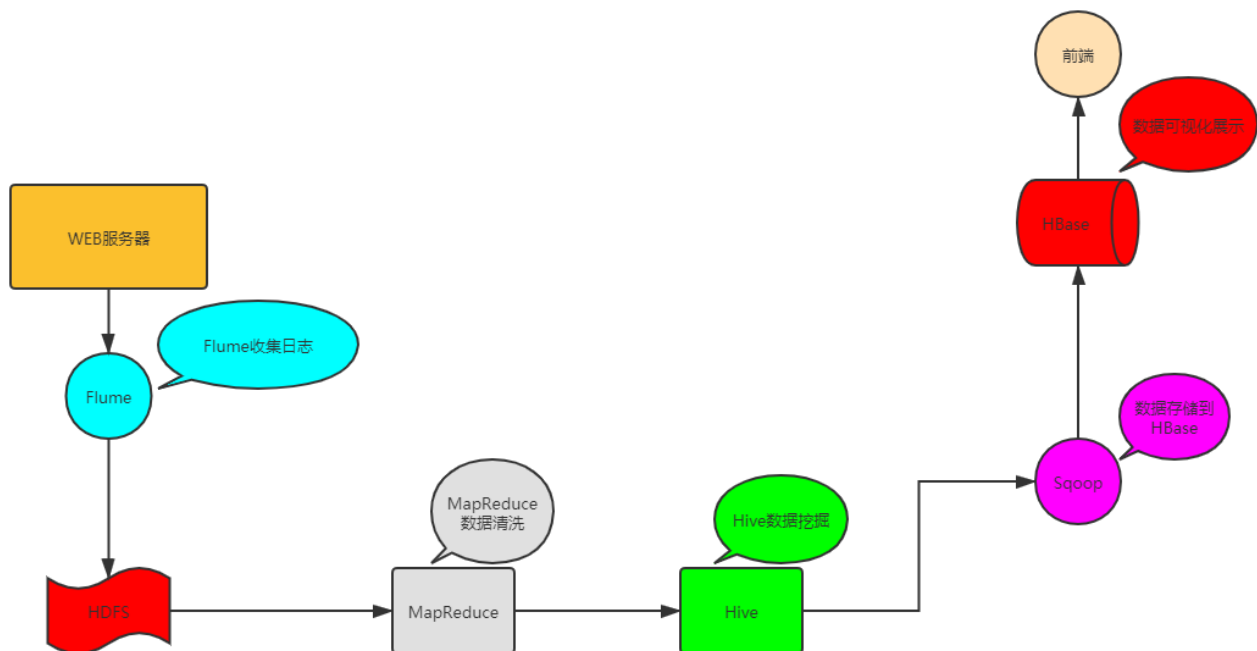 前端
数据可视化展示
HBase
WEB服务器
Flume收集日志
Flume
数据存储到
HBase
Sqoop
MapReduce
数据清洗
Hive数据挖掘
HDFS
MapReduce
Hive